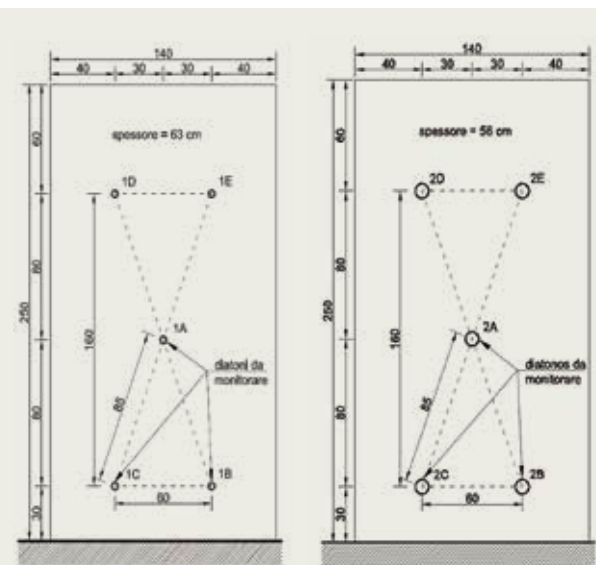 140
40 30 30 40
spessore = 63 cm
60
1D 1E
80
250
160
1A
diatoni da
monitorare
85
80
1C 1B
60
30
140
40 30 30 40
spessore = 56 cm
60
2D 2E
80
250
160
2A
diatonos da
monitorare
85
80
2C 2B
60
30